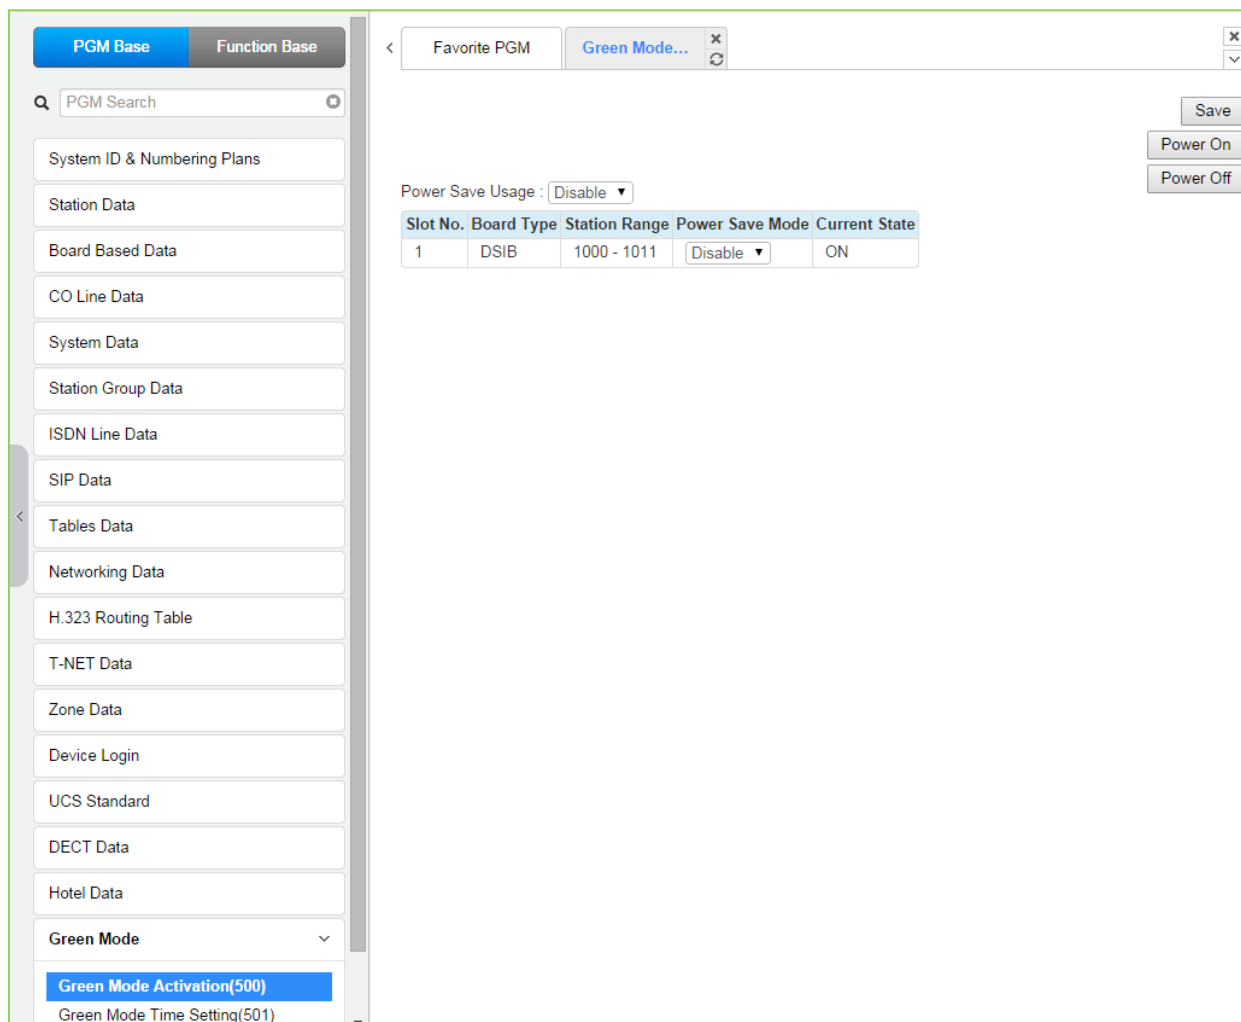 PGM Base Function Base
PGM Search
System ID & Numbering Plans
Station Data
Board Based Data
CO Line Data
System Data
Station Group Data
ISDN Line Data
SIP Data
Tables Data
Networking Data
H.323 Routing Table
T-NET Data
Zone Data
Device Login
UCS Standard
DECT Data
Hotel Data
Green Mode
Green Mode Activation(500)
Green Mode Time Setting(501)
Favorite PGM Green Mode...
Save
Power On
Power Off
Power Save Usage : Disable
Slot No. Board Type Station Range Power Save Mode Current State
1 DSIB 1000 - 1011 Disable ON